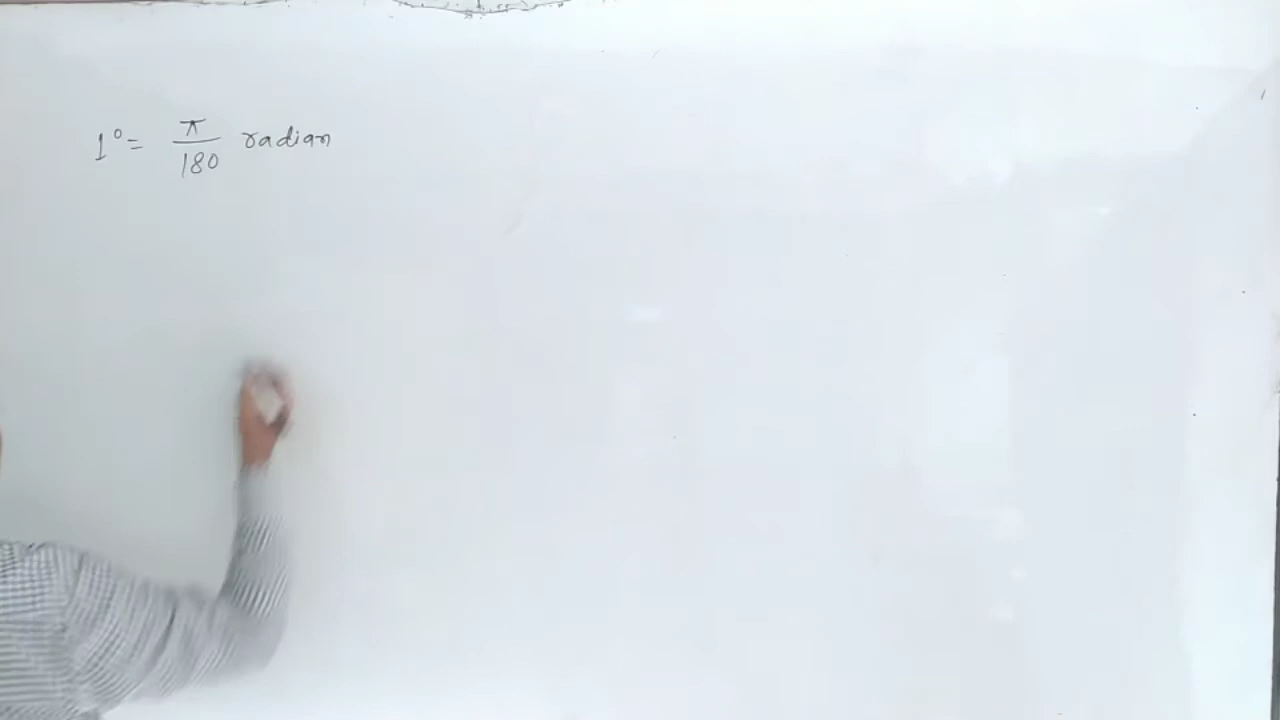 1° = π/180 radian